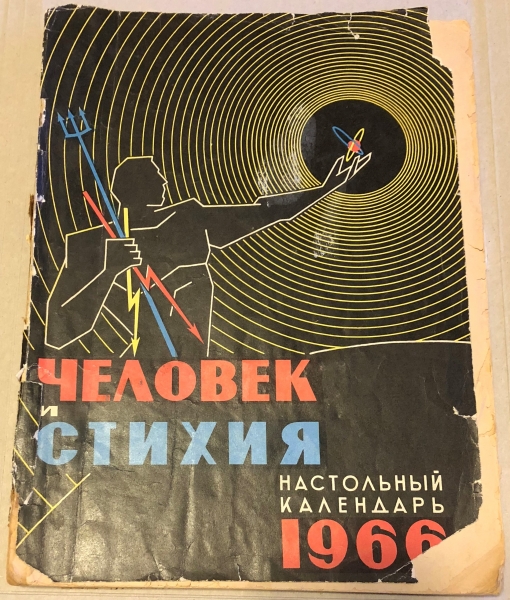 ЧЕЛОВЕК
и
СТИХИЯ
НАСТОЛЬНЫЙ
КАЛЕНДАРЬ
1966